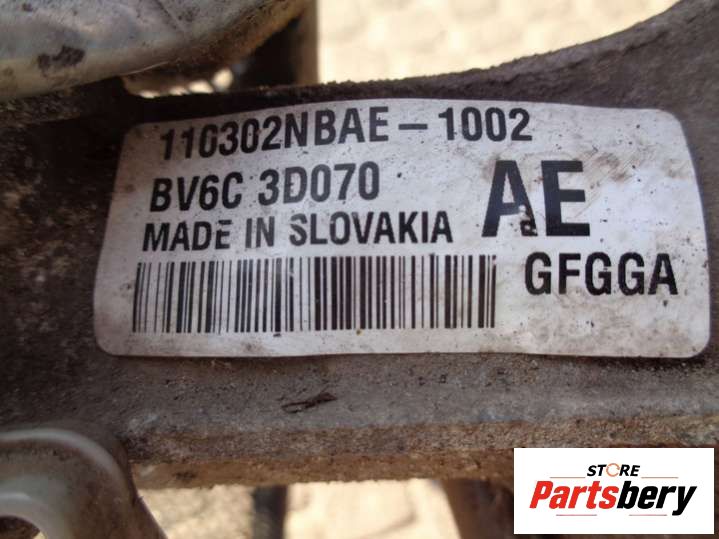 110302NBAE-1002
BV6C 3D070 AE
MADE IN SLOVAKIA
GFGGA
STORE
Partsbery